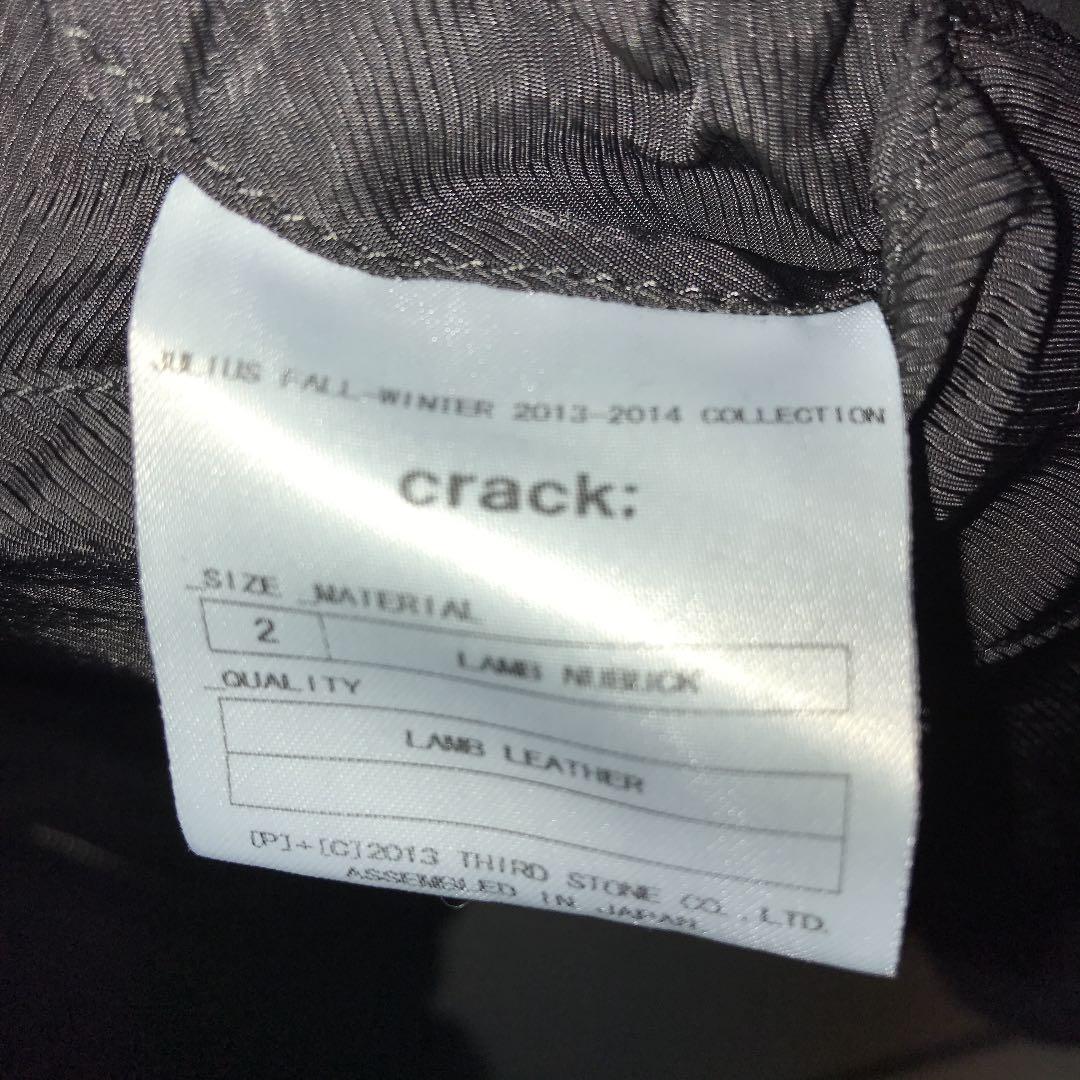 JULIUS FALL-WINTER 2013-2014 COLLECTION
crack:
_SIZE _MATERIAL
2 LAMB NUBUCK
_QUALITY
LAMB LEATHER
[P]+[C]2013 THIRD STONE CO.,LTD.
ASSEMBLED IN JAPAN